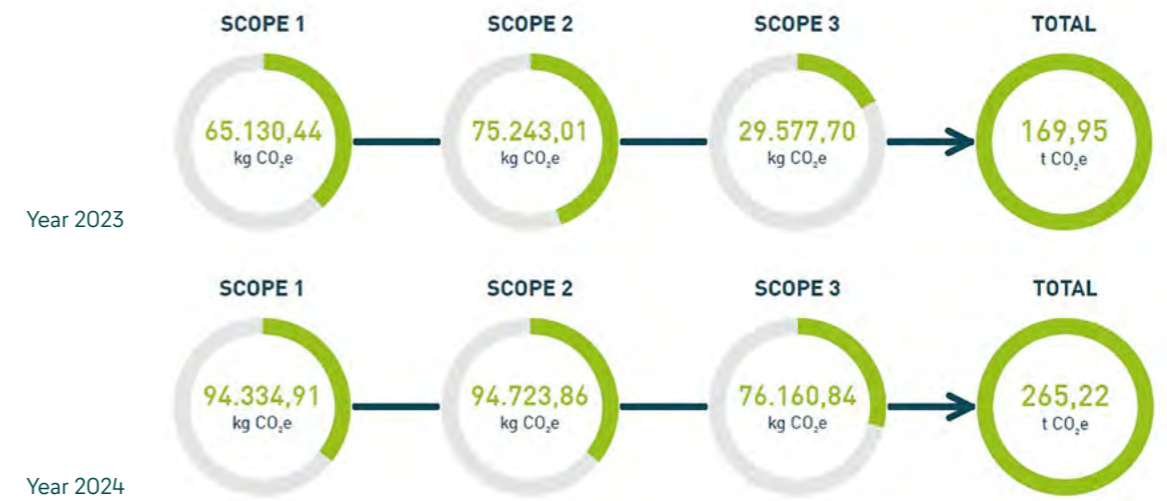 SCOPE 1
SCOPE 2
SCOPE 3
TOTAL
65.130,44
kg CO₂e
75.243,01
kg CO₂e
29.577,70
kg CO₂e
169,95
t CO₂e
Year 2023
SCOPE 1
SCOPE 2
SCOPE 3
TOTAL
94.334,91
kg CO₂e
94.723,86
kg CO₂e
76.160,84
kg CO₂e
265,22
t CO₂e
Year 2024